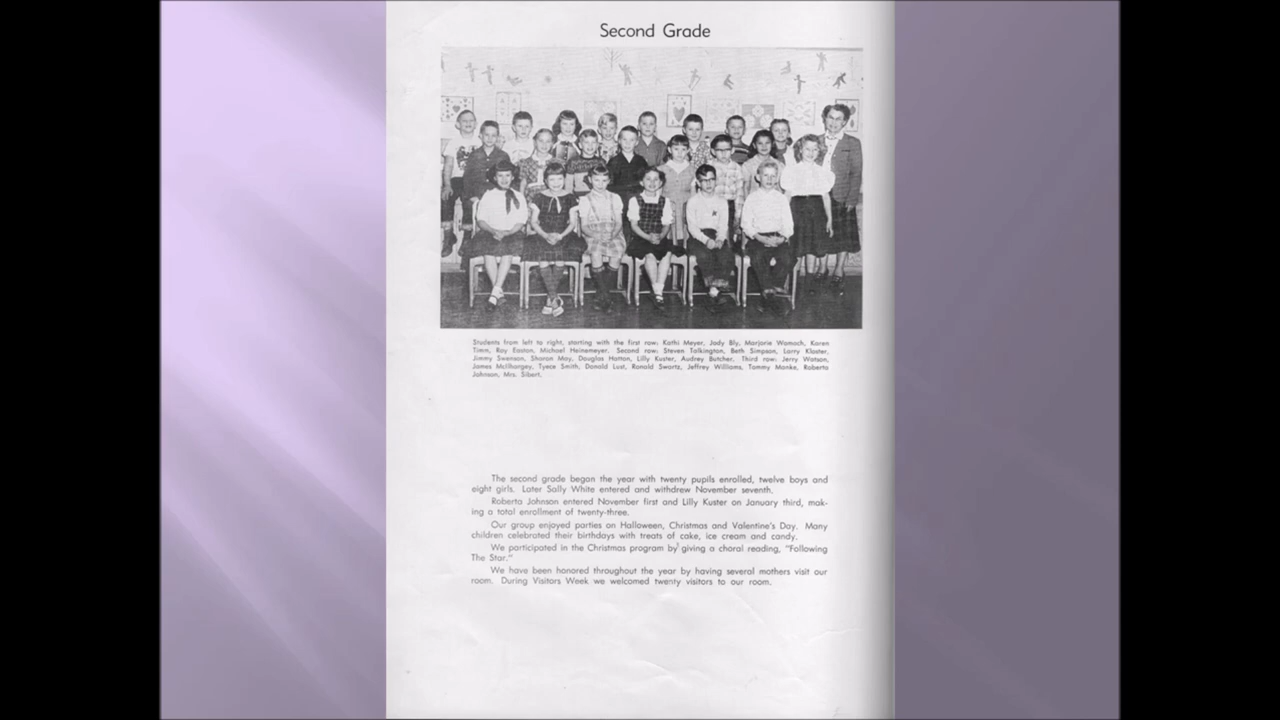 Second Grade
Students from left to right, starting with the first row: Kathi Meyer, Jody Bly, Marjorie Womach, Karen
Timm, Ray Easton, Michael Heinemeyer. Second row: Steven Talkington, Beth Simpson, Larry Klaster,
Jimmy Swenson, Sharon May, Douglas Hatton, Lilly Kuster, Audrey Butcher. Third row: Jerry Watson,
James McIlhargey, Tyece Smith, Donald Lust, Ronald Swartz, Jeffrey Williams, Tommy Manke, Roberta
Johnson, Mrs. Sibert.
The second grade began the year with twenty pupils enrolled, twelve boys and
eight girls. Later Sally White entered and withdrew November seventh.
Roberta Johnson entered November first and Lilly Kuster on January third, mak-
ing a total enrollment of twenty-three.
Our group enjoyed parties on Halloween, Christmas and Valentine's Day. Many
children celebrated their birthdays with treats of cake, ice cream and candy.
We participated in the Christmas program by giving a choral reading, "Following
The Star."
We have been honored throughout the year by having several mothers visit our
room. During Visitors Week we welcomed twenty visitors to our room.